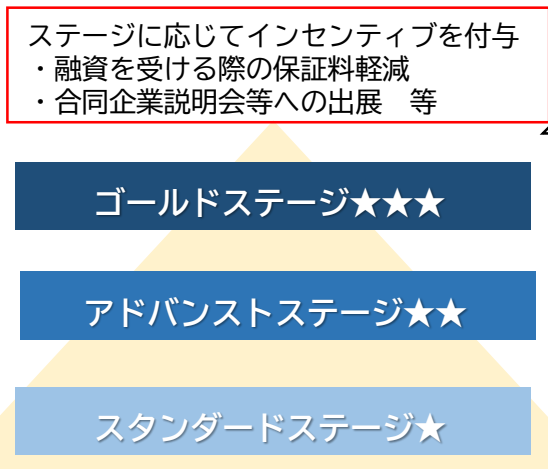 ステージに応じてインセンティブを付与
・融資を受ける際の保証料軽減
・合同企業説明会等への出展　等
ゴールドステージ★★★
アドバンストステージ★★
スタンダードステージ★